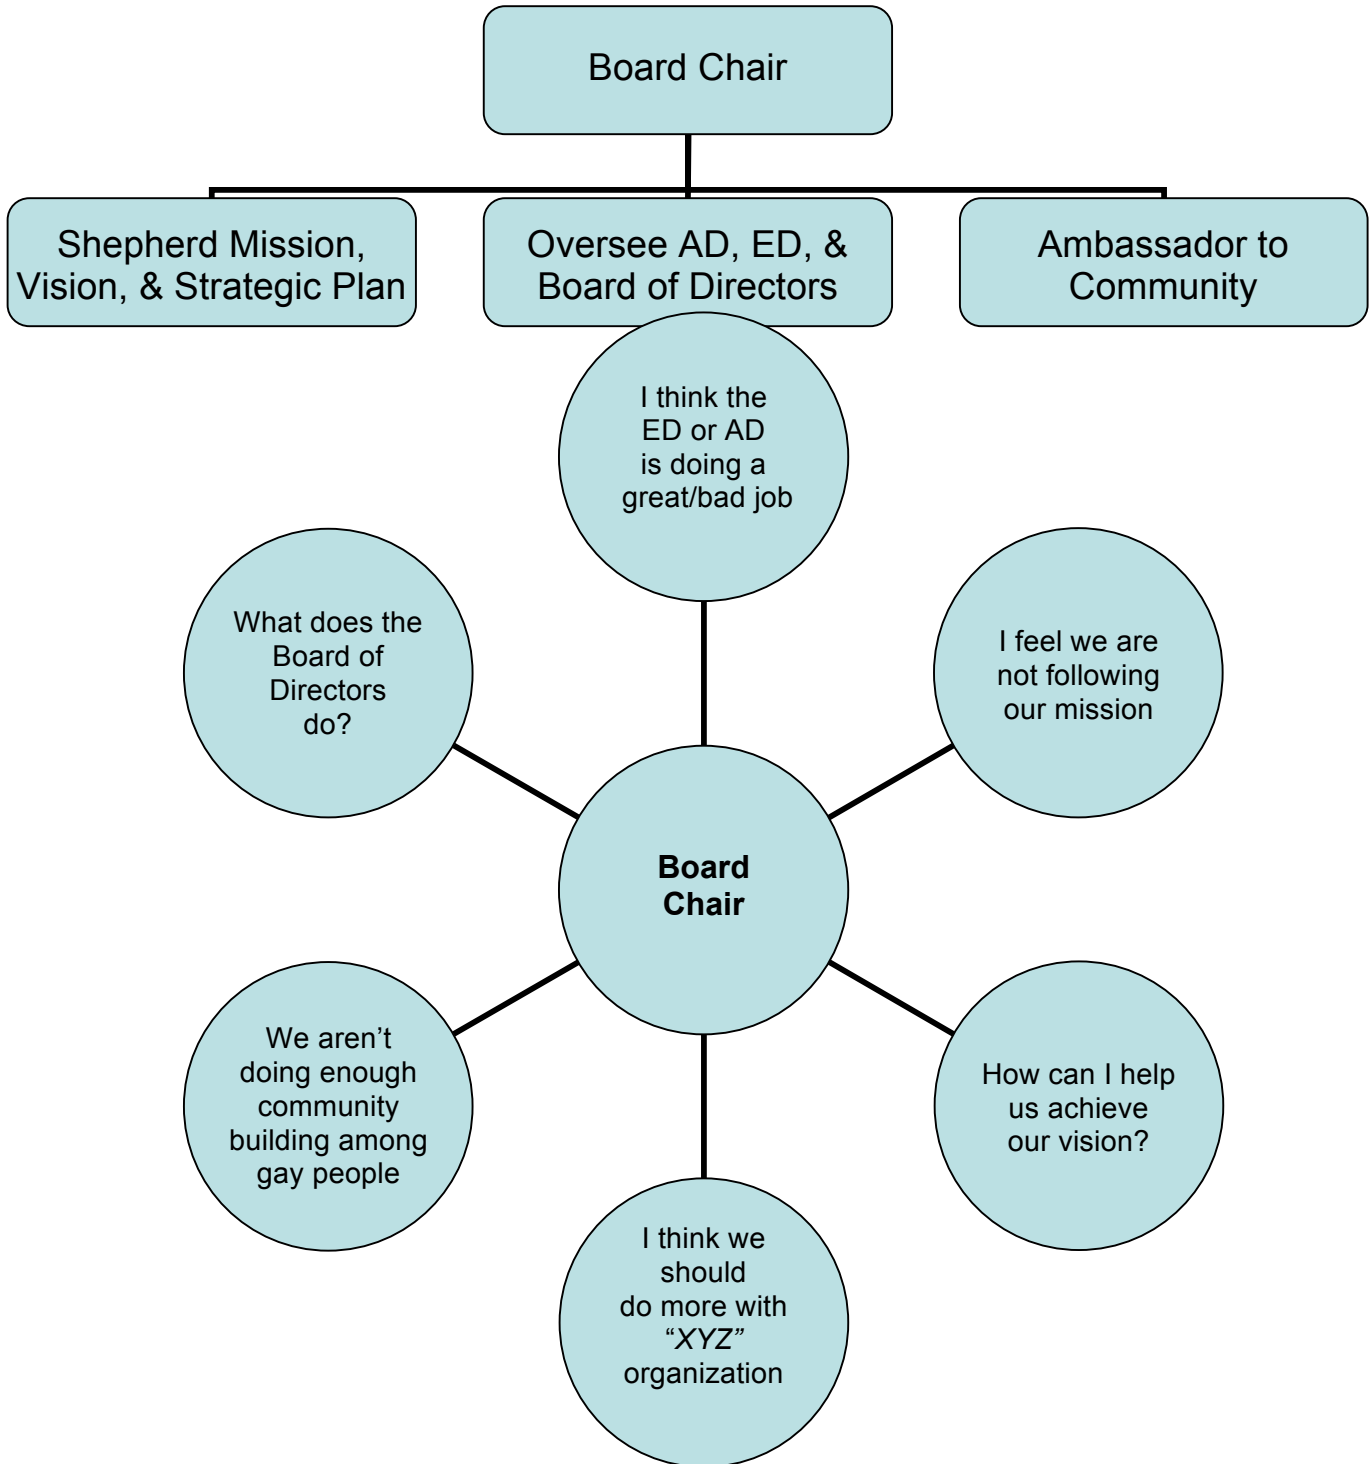 Board Chair
Shepherd Mission,
Vision, & Strategic Plan
Oversee AD, ED, &
Board of Directors
Ambassador to
Community
I think the
ED or AD
is doing a
great/bad job
What does the
Board of
Directors
do?
I feel we are
not following
our mission
Board
Chair
We aren’t
doing enough
community
building among
gay people
How can I help
us achieve
our vision?
I think we
should
do more with
“XYZ”
organization